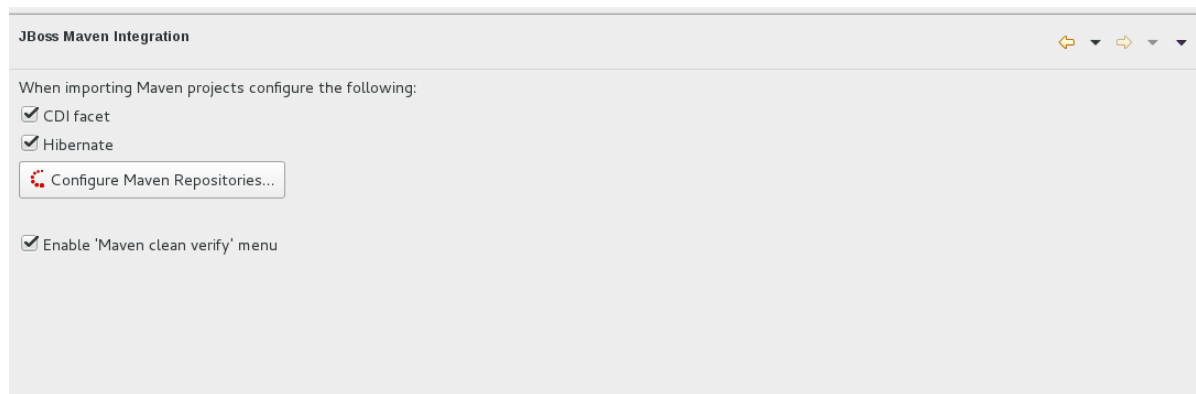 JBoss Maven Integration
When importing Maven projects configure the following:
CDI facet
Hibernate
Configure Maven Repositories...
Enable 'Maven clean verify' menu